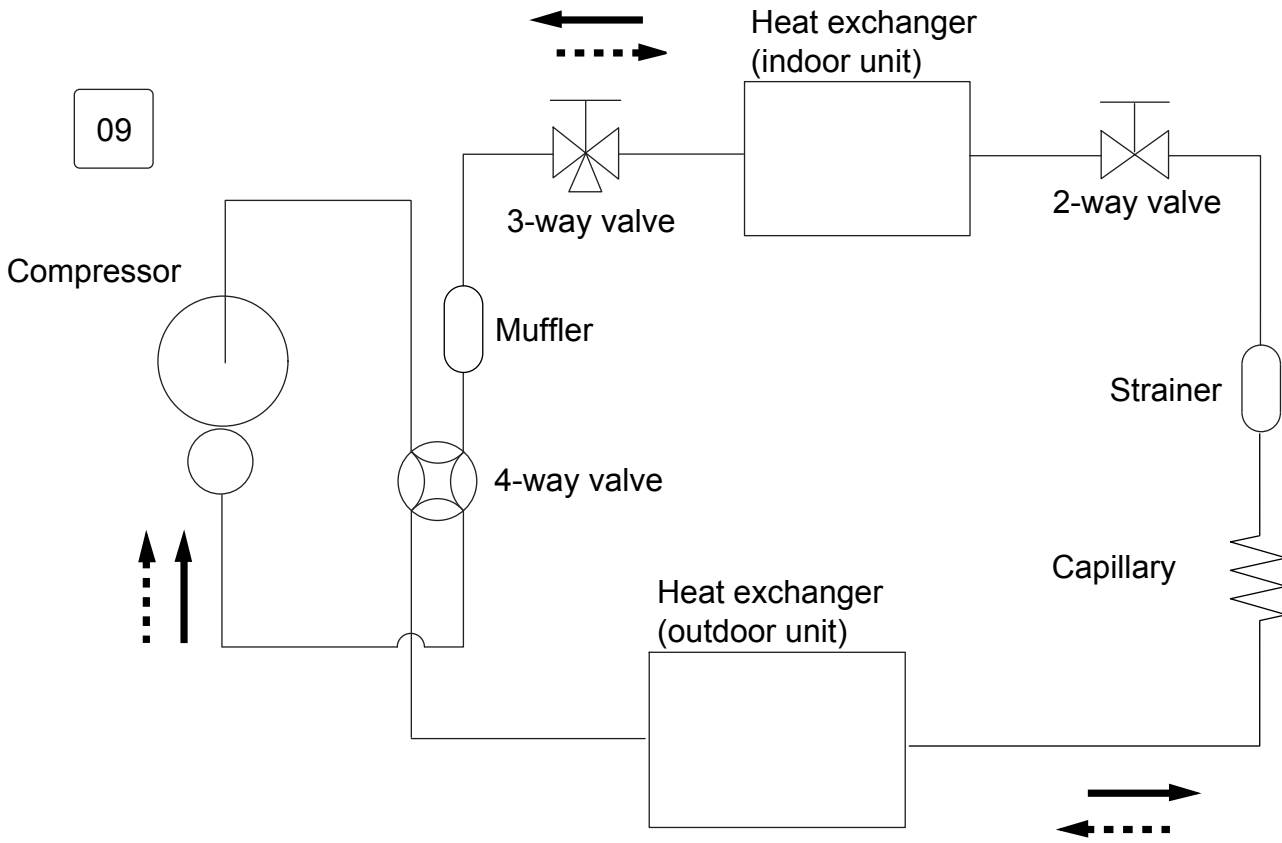 Heat exchanger
(indoor unit)
09
3-way valve
2-way valve
Compressor
Muffler
Strainer
4-way valve
Capillary
Heat exchanger
(outdoor unit)